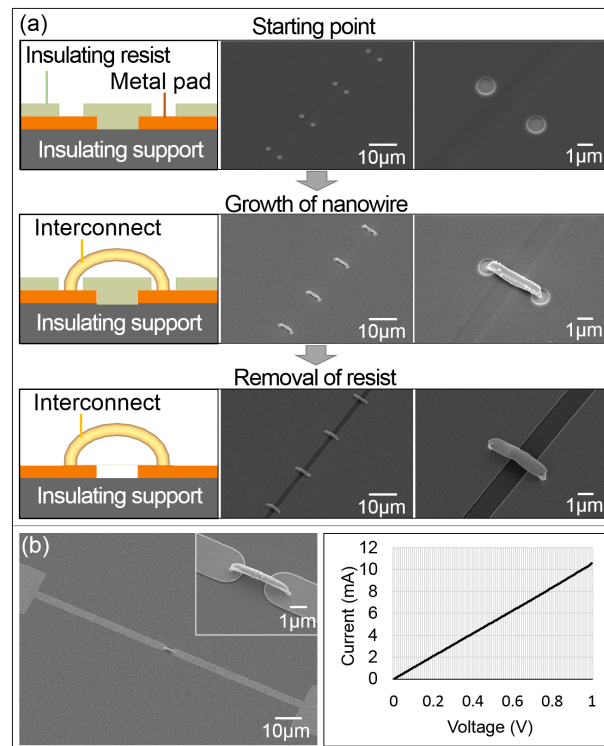 (a)
Starting point
Insulating resist
Metal pad
Insulating support
10μm
1μm
Growth of nanowire
Interconnect
Insulating support
10μm
1μm
Removal of resist
Interconnect
Insulating support
10μm
1μm
(b)
1μm
10μm
Current (mA)
12
10
8
6
4
2
0
0 0.2 0.4 0.6 0.8 1
Voltage (V)